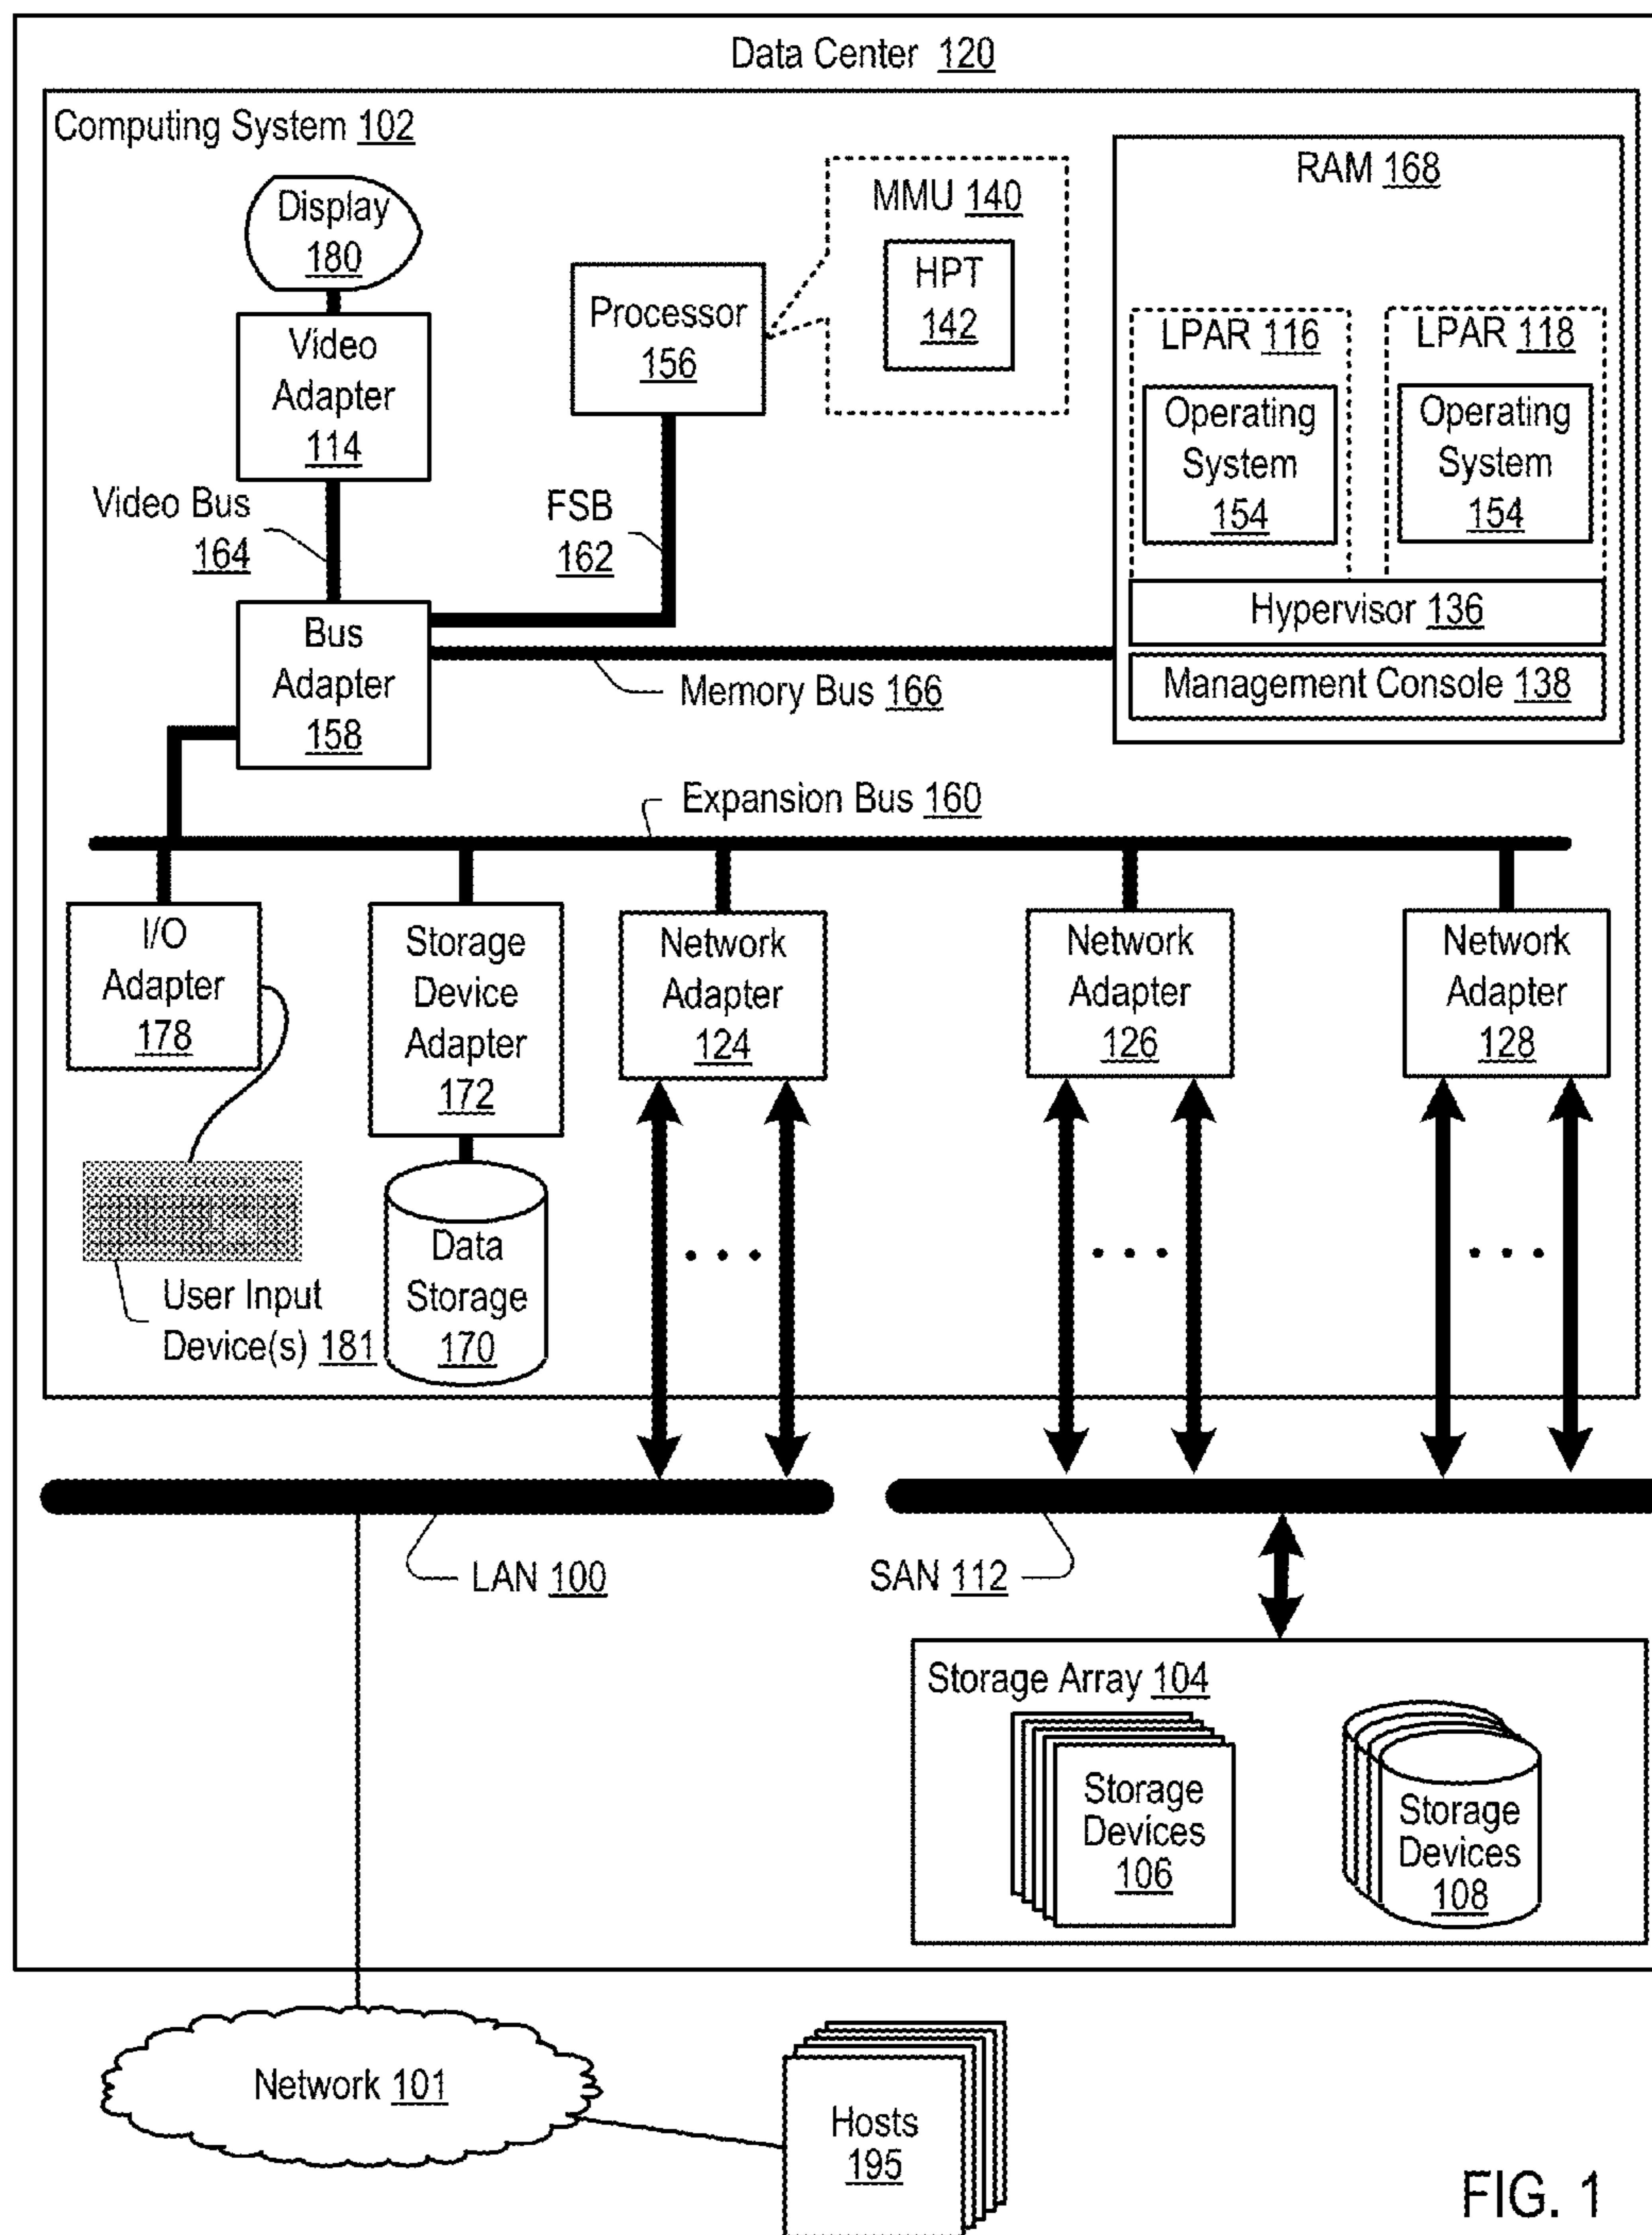 Data Center 120
Computing System 102
Display
180
Video
Adapter
114
Video Bus
164
Processor
156
MMU 140
HPT
142
FSB
162
RAM 168
LPAR 116
Operating
System
154
LPAR 118
Operating
System
154
Hypervisor 136
Management Console 138
Bus
Adapter
158
Memory Bus 166
Expansion Bus 160
I/O
Adapter
178
Storage
Device
Adapter
172
Network
Adapter
124
Network
Adapter
126
Network
Adapter
128
User Input
Device(s) 181
Data
Storage
170
LAN 100
SAN 112
Storage Array 104
Storage
Devices
106
Storage
Devices
108
Network 101
Hosts
195
FIG. 1